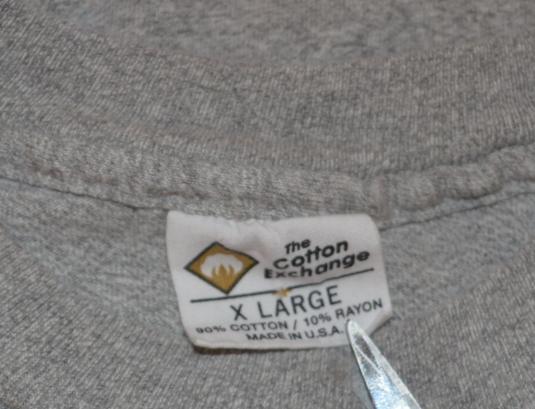 The
Cotton
Exchange
X LARGE
90% COTTON / 10% RAYON
MADE IN U.S.A.